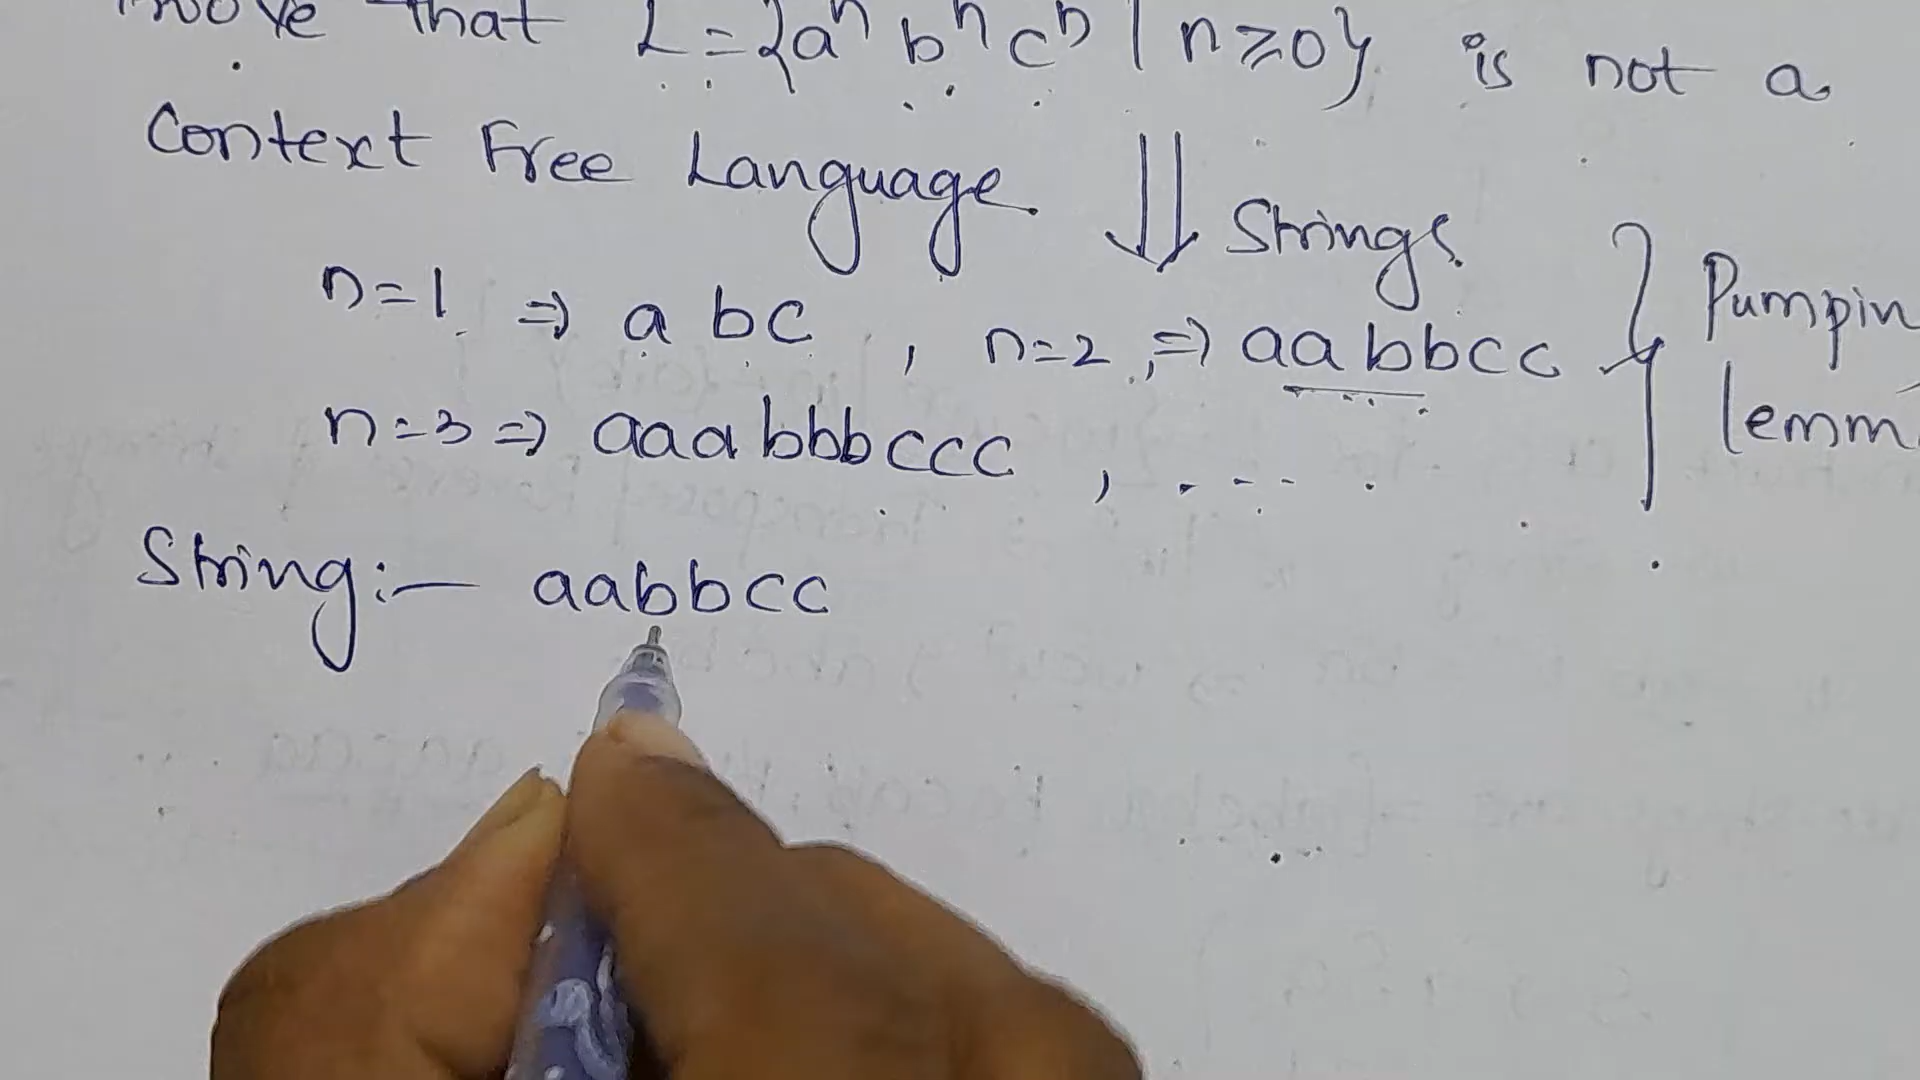 that L={aⁿ bⁿ cⁿ | n≥0} is not a
Context Free Language. ⇓ Strings.
n=1 ⇒ a b c , n=2 ⇒ aabbcc } Pumpin
n=3 ⇒ aaabbbccc , .... lemm
String:- aabbcc